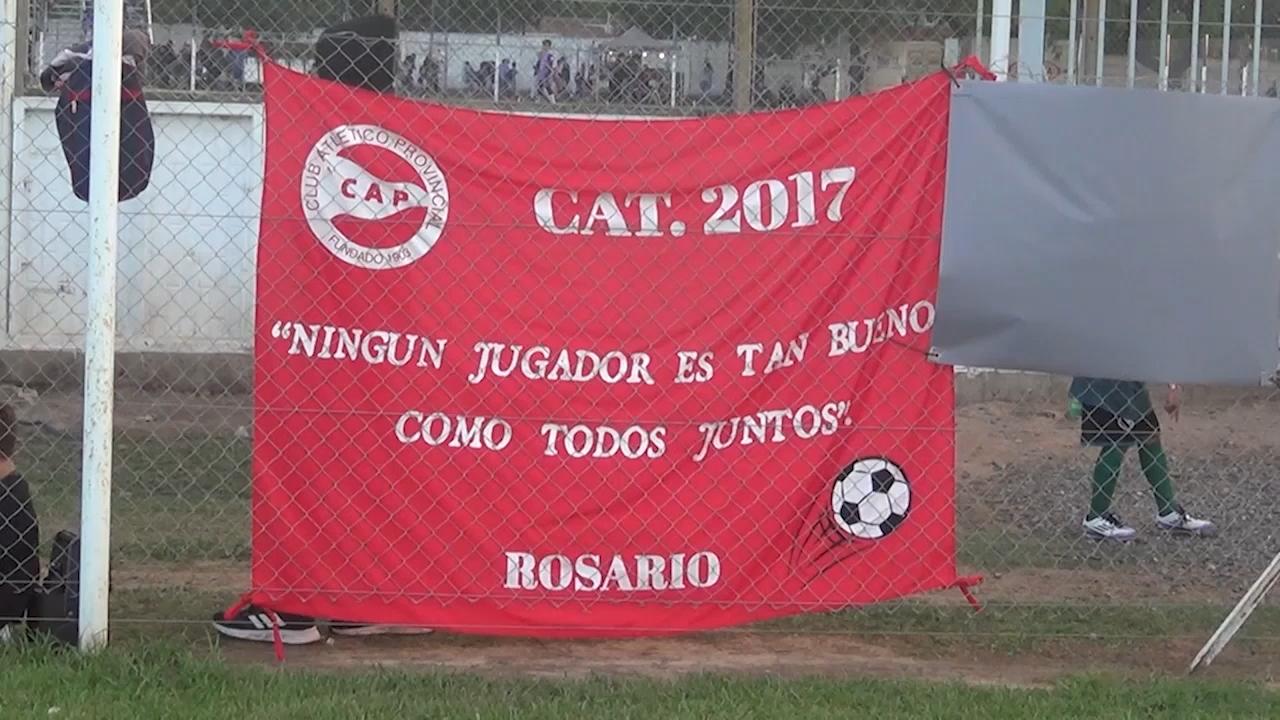 CLUB ATLETICO PROVINCIAL
CAP
FUNDADO 1903
CAT. 2017
“NINGUN JUGADOR ES TAN BUENO
COMO TODOS JUNTOS”.
ROSARIO